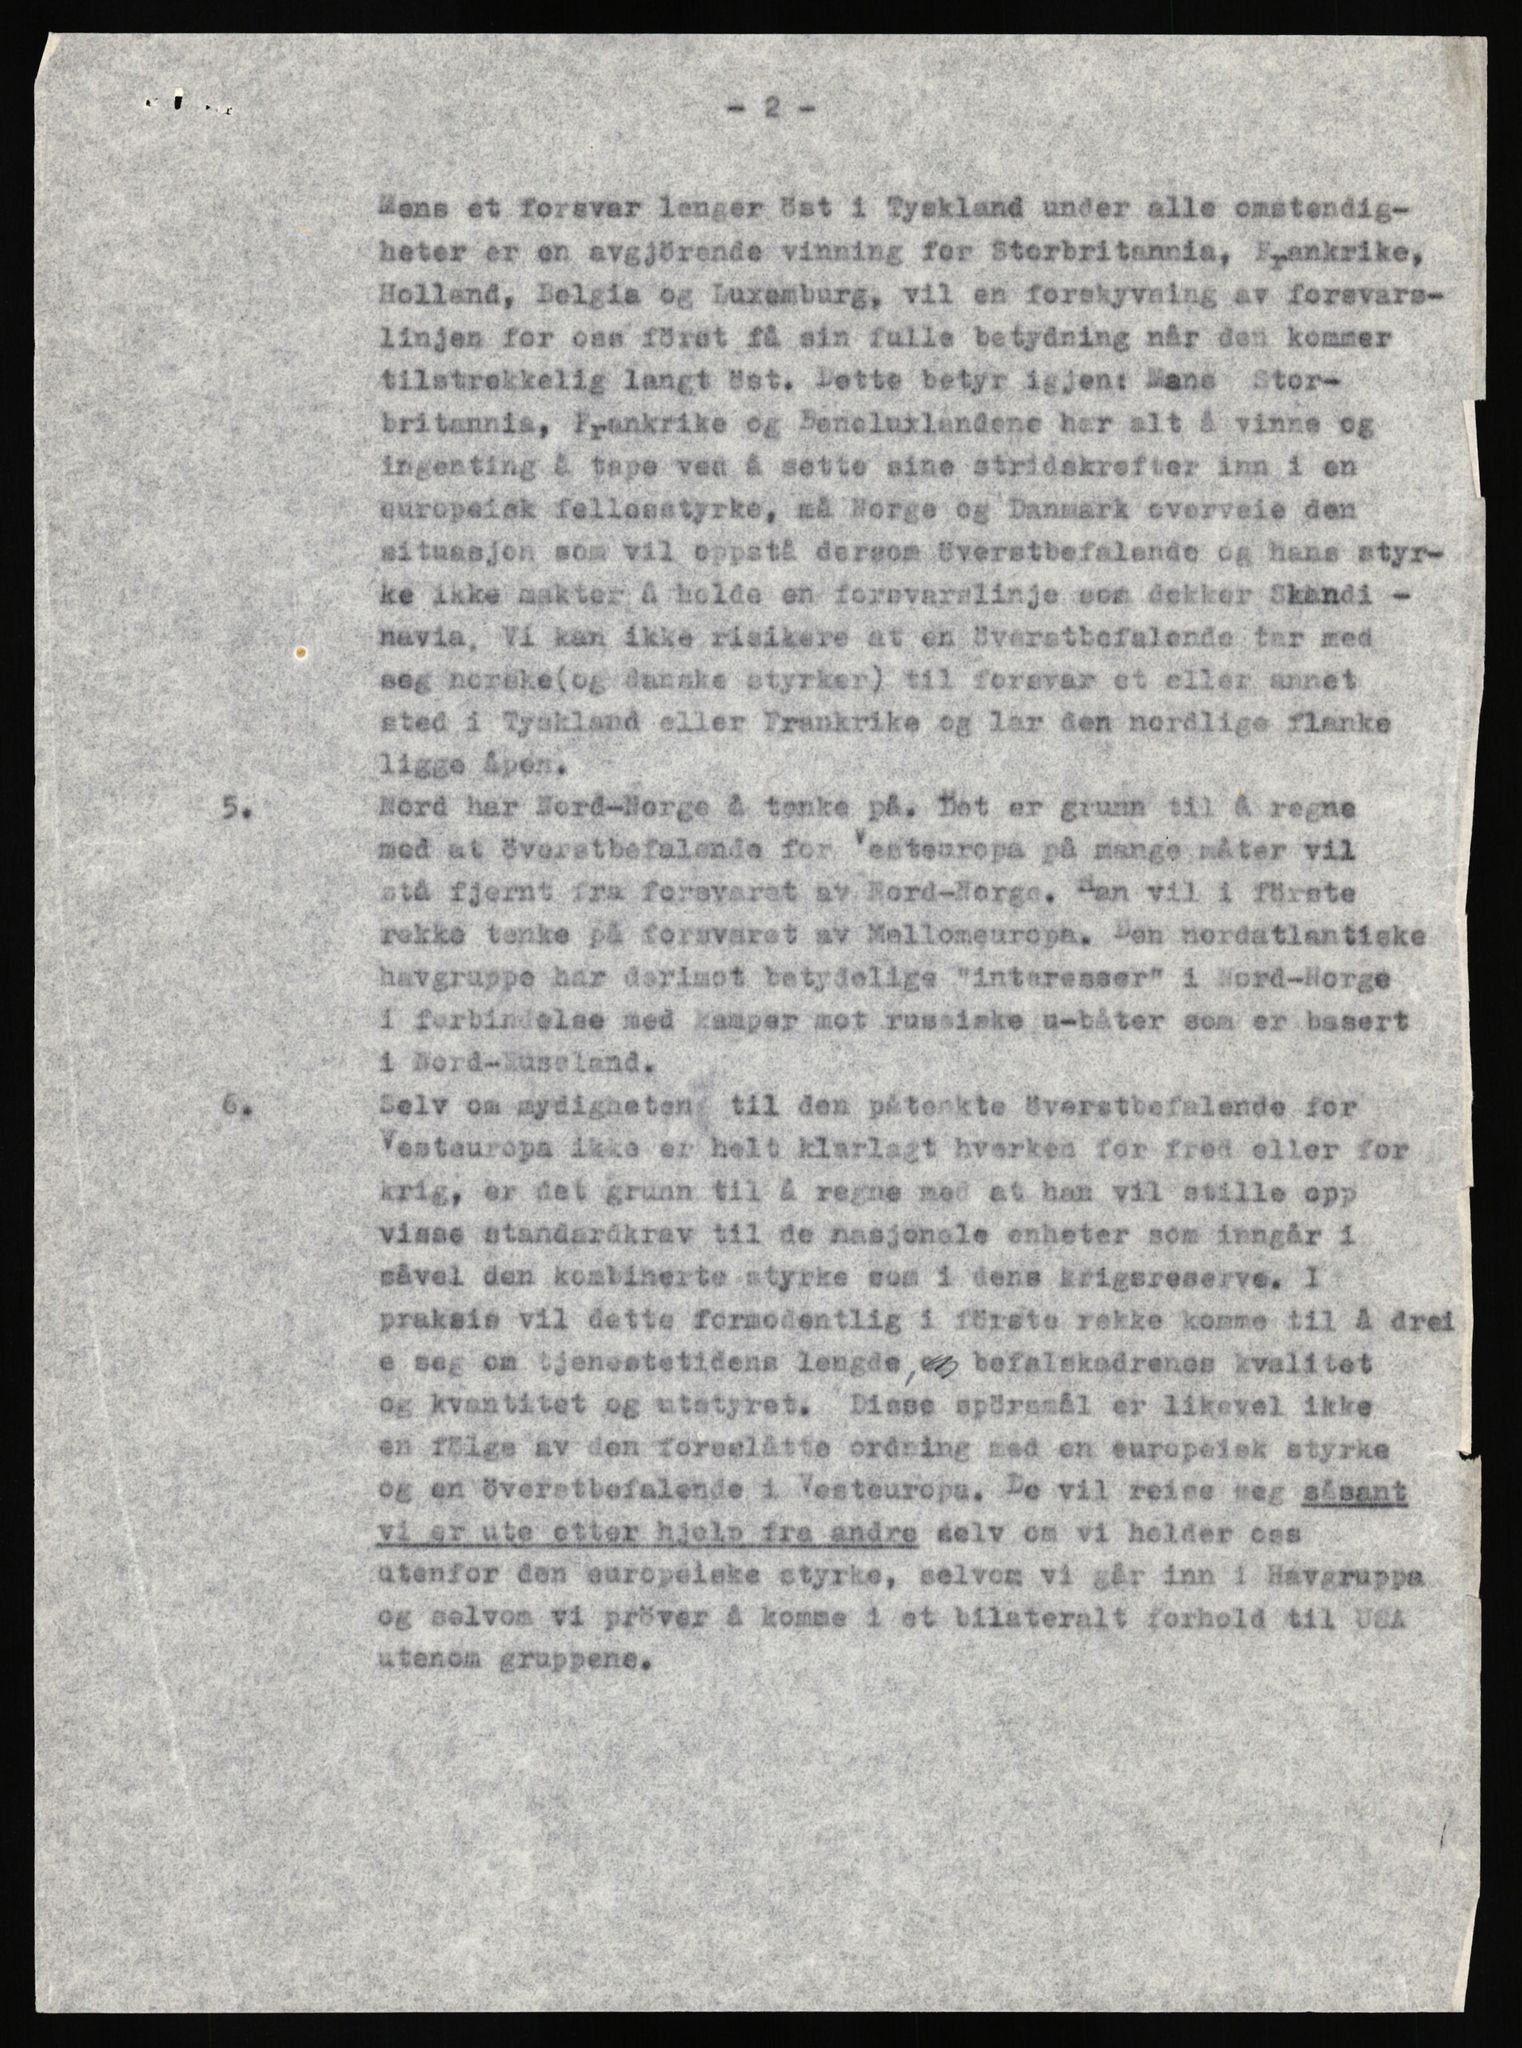 - 2 -
Mens et forsvar lenger öst i Tyskland under alle omstendig-
heter er en avgjörende vinning for Storbritannia, Frankrike,
Holland, Belgia og Luxemburg, vil en forskyvning av forsvars-
linjen for oss först få sin fulle betydning når den kommer
tilstrekkelig langt öst. Dette betyr igjen: Mens Stor-
britannia, Frankrike og Beneluxlandene har alt å vinne og
ingenting å tape ved å sette sine stridskrefter inn i en
europeisk fellesstyrke, må Norge og Danmark overveie den
situasjon som vil oppstå dersom överstbefalende og hans styr-
ke ikke makter å holde en forsvarslinje som dekker Skandi -
navia. Vi kan ikke risikere at en överstbefalende tar med
seg norske(og danske styrker) til forsvar et eller annet
sted i Tyskland eller Frankrike og lar den nordlige flanke
ligge åpen.
5. Nord har Nord-Norge å tenke på. Det er grunn til å regne
med at överstbefalende for Vesteuropa på mange måter vil
stå fjernt fra forsvaret av Nord-Norge. Han vil i förste
rekke tenke på forsvaret av Mellomeuropa. Den nordatlantiske
havgruppe har derimot betydelige "interesser" i Nord-Norge
i forbindelse med kamper mot russiske u-båter som er basert
i Nord-Russland.
6. Selv om mydigheten til den påtenkte överstbefalende for
Vesteuropa ikke er helt klarlagt hverken for fred eller for
krig, er det grunn til å regne med at han vil stille opp
visse standardkrav til de nasjonale enheter som inngår i
såvel den kombinerte styrke som i dens krigsreserve. I
praksis vil dette formodentlig i förste rekke komme til å drei
e seg om tjenestetidens lengde, befalskadrenes kvalitet
og kvantitet og utstyret. Disse spörsmål er likevel ikke
en fölge av den foreslåtte ordning med en europeisk styrke
og en överstbefalende i Vesteuropa. De vil reise seg såsant
vi er ute etter hjelp fra andre selv om vi holder oss
utenfor den europeiske styrke, selvom vi går inn i Havgruppa
og selvom vi pröver å komme i et bilateralt forhold til USA
utenom gruppene.